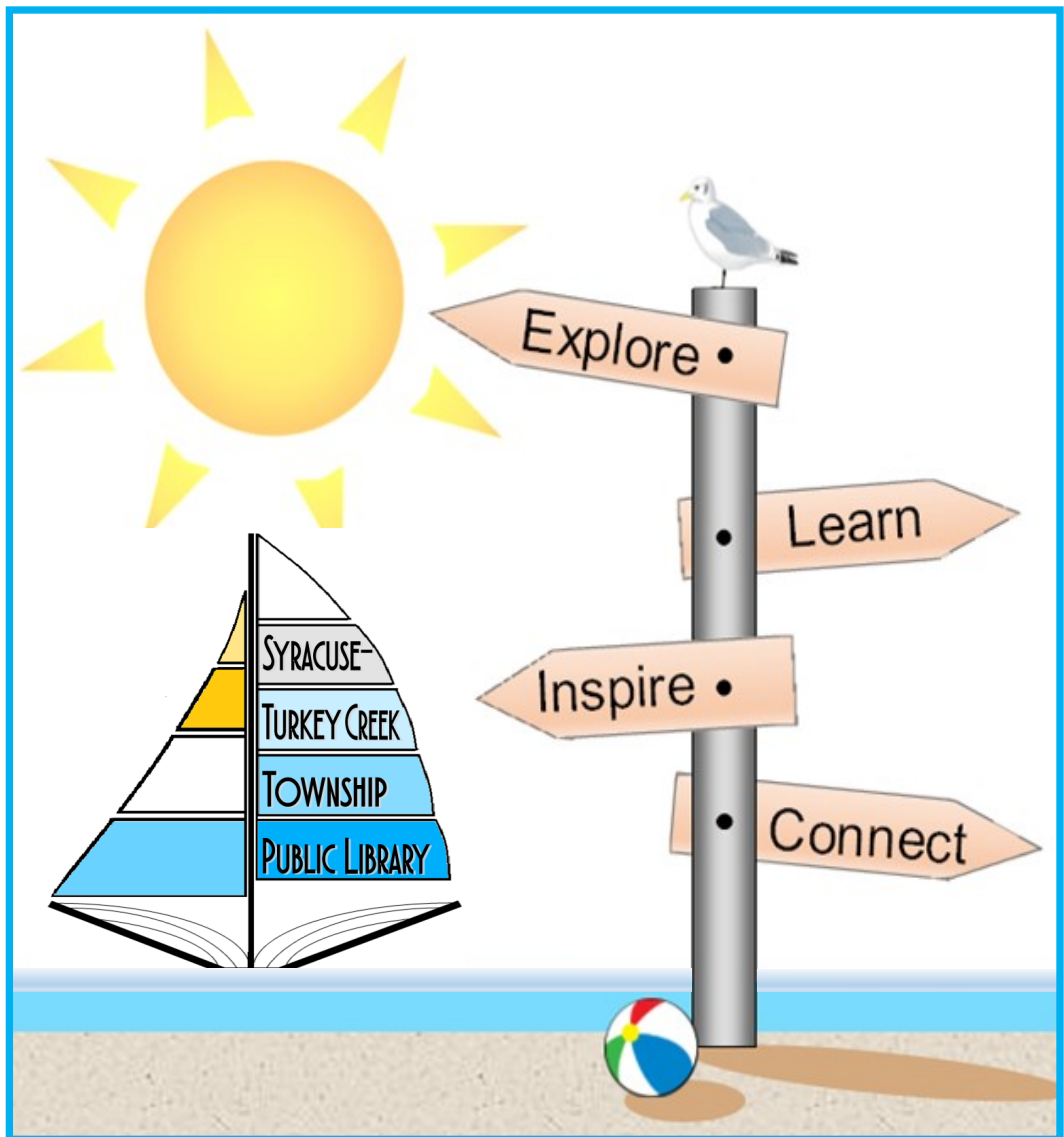 Explore
Learn
Inspire
Connect
SYRACUSE-
TURKEY CREEK
TOWNSHIP
PUBLIC LIBRARY